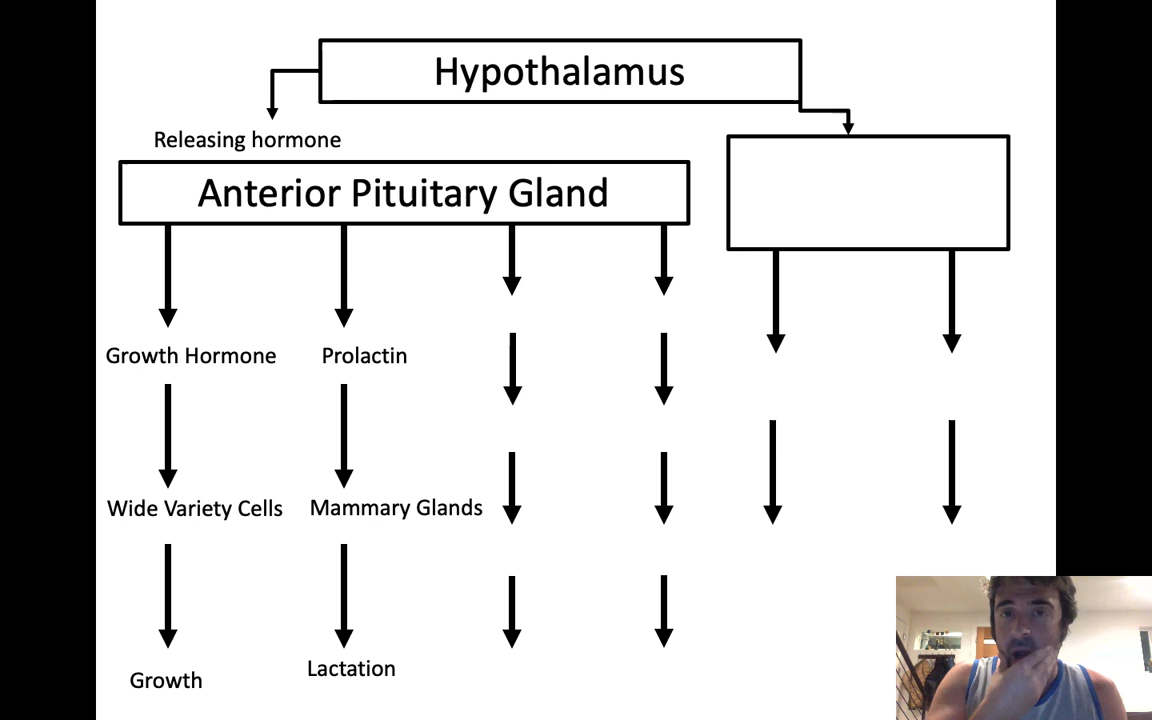 Hypothalamus
Releasing hormone
Anterior Pituitary Gland
Growth Hormone
Prolactin
Wide Variety Cells
Mammary Glands
Growth
Lactation